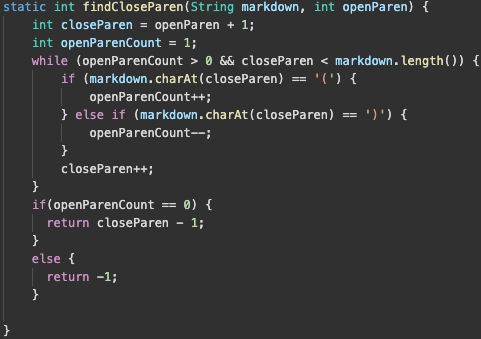 static int findCloseParen(String markdown, int openParen) {
    int closeParen = openParen + 1;
    int openParenCount = 1;
    while (openParenCount > 0 && closeParen < markdown.length()) {
        if (markdown.charAt(closeParen) == '(') {
            openParenCount++;
        } else if (markdown.charAt(closeParen) == ')') {
            openParenCount--;
        }
        closeParen++;
    }
    if(openParenCount == 0) {
      return closeParen - 1;
    }
    else {
      return -1;
    }

}